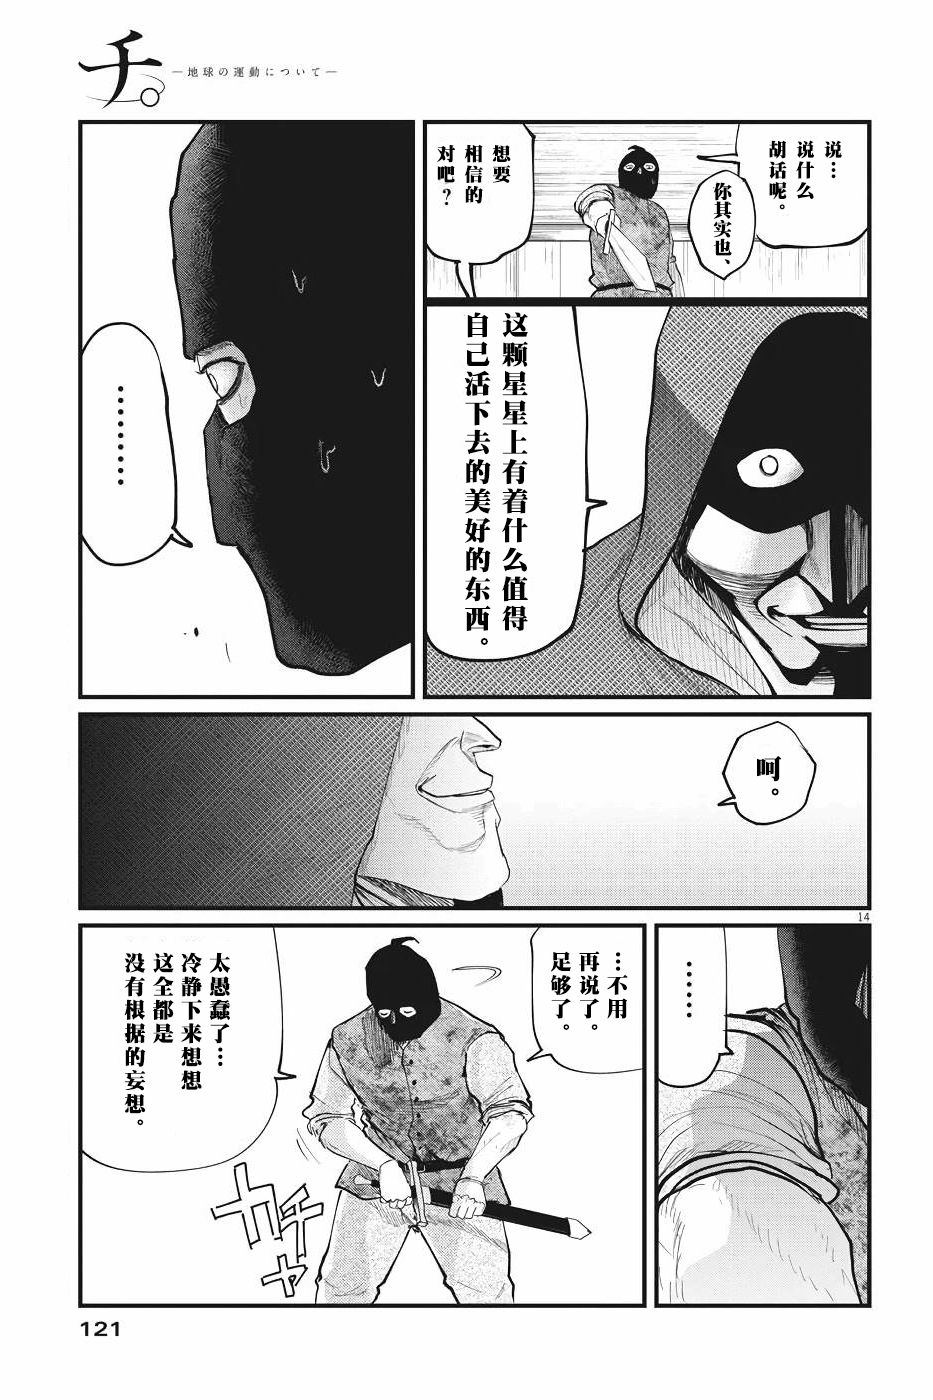 チ。
―地球の運動について―
说…
说什么
胡话呢。
你其实也、
想要
相信的
对吧？
这颗星星上有着什么值得
自己活下去的美好的东西。
………
呵。
14
……
…不用
再说了。
足够了。
太愚蠢了…
冷静下来想想
这全都是
没有根据的妄想。
ガチャ
121